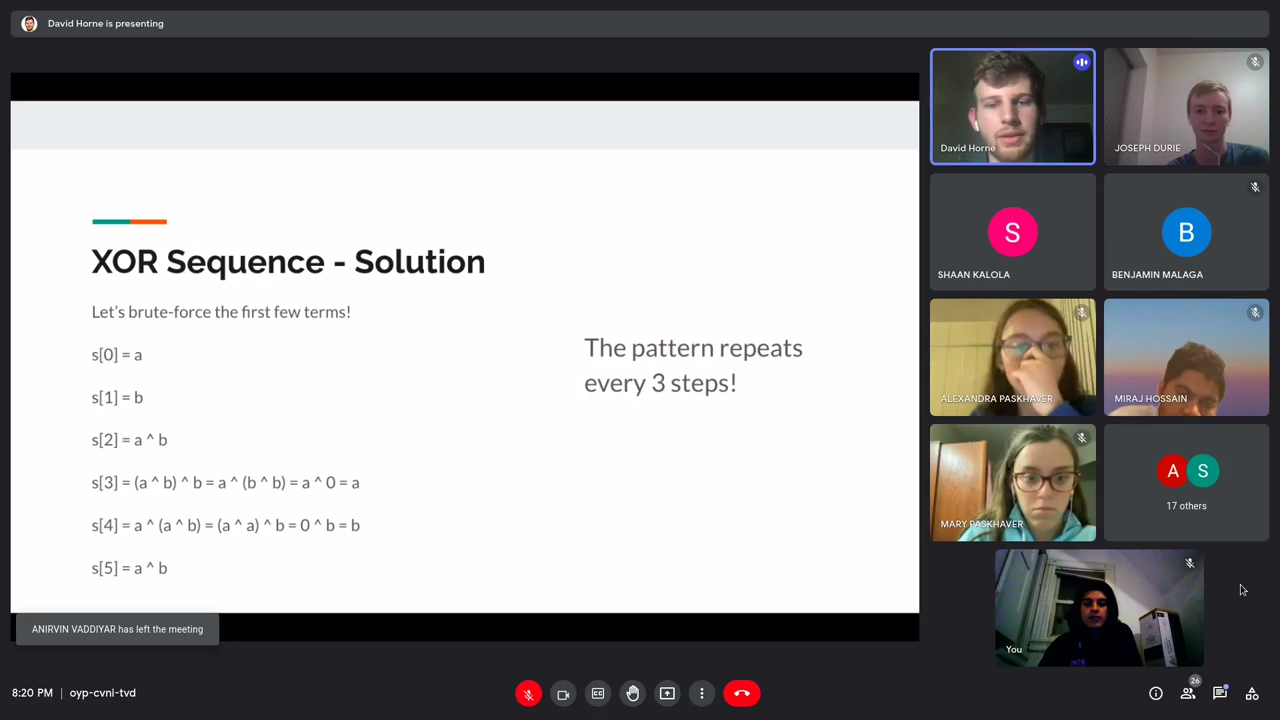 David Horne is presenting
XOR Sequence - Solution
Let's brute-force the first few terms!
s[0] = a
s[1] = b
s[2] = a ^ b
s[3] = (a ^ b) ^ b = a ^ (b ^ b) = a ^ 0 = a
s[4] = a ^ (a ^ b) = (a ^ a) ^ b = 0 ^ b = b
s[5] = a ^ b
The pattern repeats
every 3 steps!
David Horne
JOSEPH DURIE
S
SHAAN KALOLA
B
BENJAMIN MALAGA
ALEXANDRA PASKHAVER
MIRAJ HOSSAIN
MARY PASKHAVER
A S
17 others
You
ANIRVIN VADDIYAR has left the meeting
8:20 PM | oyp-cvni-tvd
CC
26